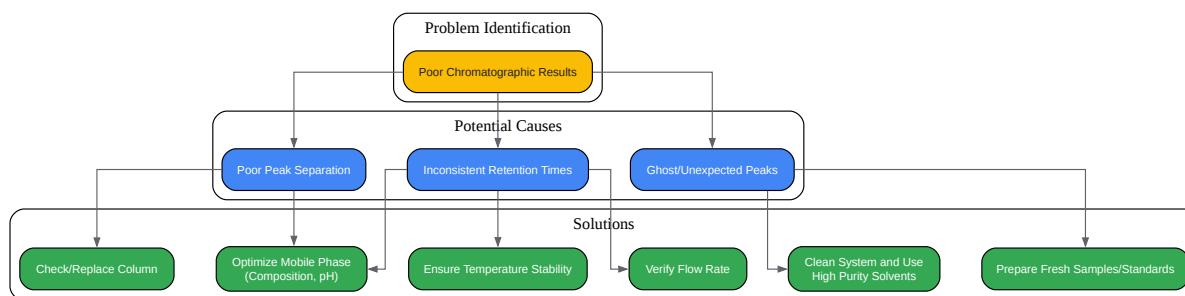 Problem Identification
Poor Chromatographic Results
Potential Causes
Poor Peak Separation
Inconsistent Retention Times
Ghost/Unexpected Peaks
Solutions
Check/Replace Column
Optimize Mobile Phase
(Composition, pH)
Ensure Temperature Stability
Verify Flow Rate
Clean System and Use
High Purity Solvents
Prepare Fresh Samples/Standards